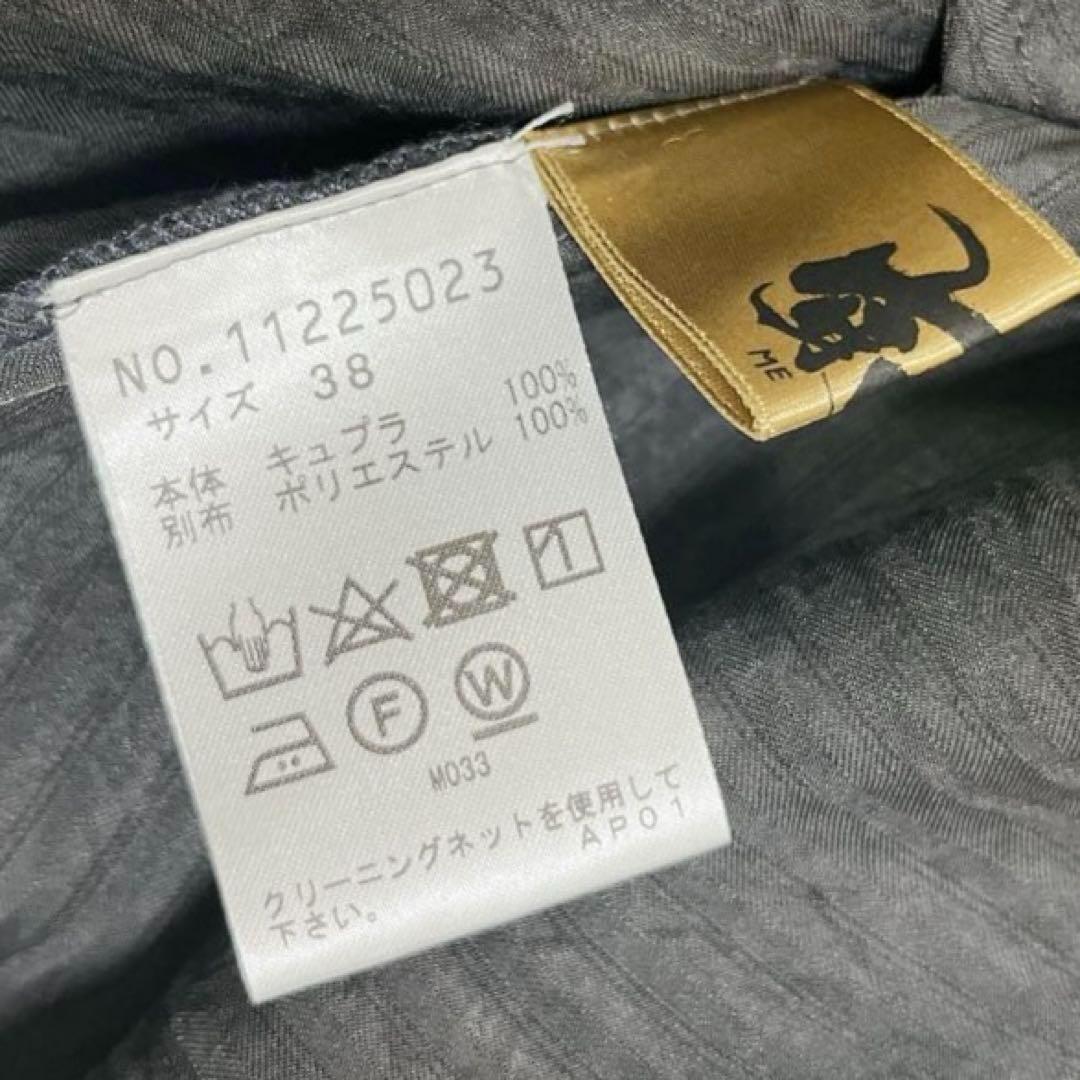 NO.11225023
サイズ 38
本体 キュプラ 100%
別布 ポリエステル 100%
F
W
M033
クリーニングネットを使用して
下さい。 AP01
ME